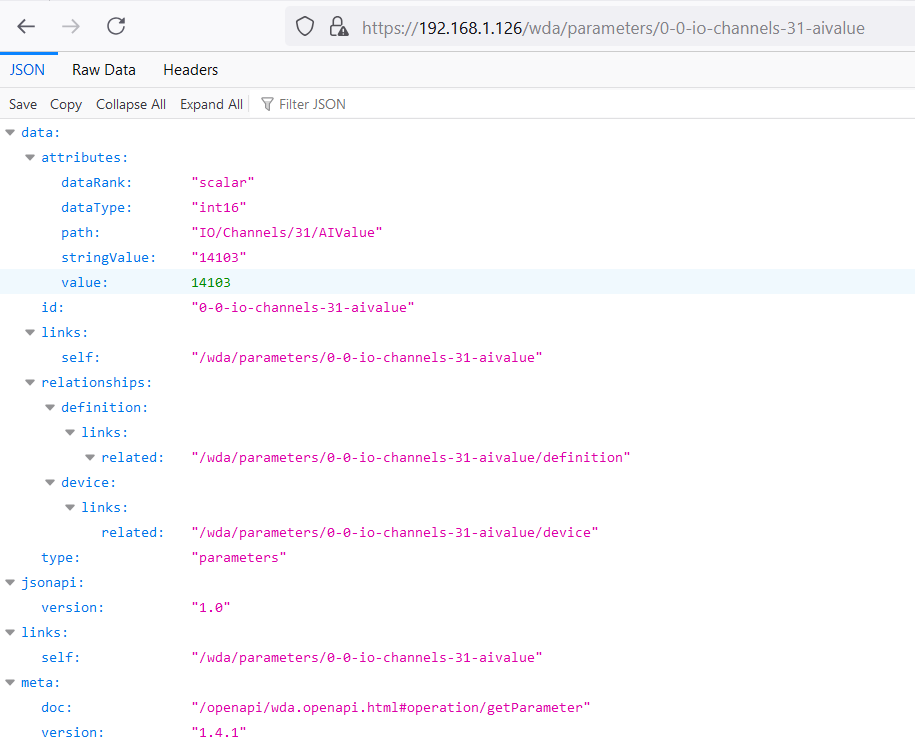 https://192.168.1.126/wda/parameters/0-0-io-channels-31-aivalue
JSON Raw Data Headers
Save Copy Collapse All Expand All Filter JSON
data:
attributes:
dataRank: "scalar"
dataType: "int16"
path: "IO/Channels/31/AIValue"
stringValue: "14103"
value: 14103
id: "0-0-io-channels-31-aivalue"
links:
self: "/wda/parameters/0-0-io-channels-31-aivalue"
relationships:
definition:
links:
related: "/wda/parameters/0-0-io-channels-31-aivalue/definition"
device:
links:
related: "/wda/parameters/0-0-io-channels-31-aivalue/device"
type: "parameters"
jsonapi:
version: "1.0"
links:
self: "/wda/parameters/0-0-io-channels-31-aivalue"
meta:
doc: "/openapi/wda.openapi.html#operation/getParameter"
version: "1.4.1"